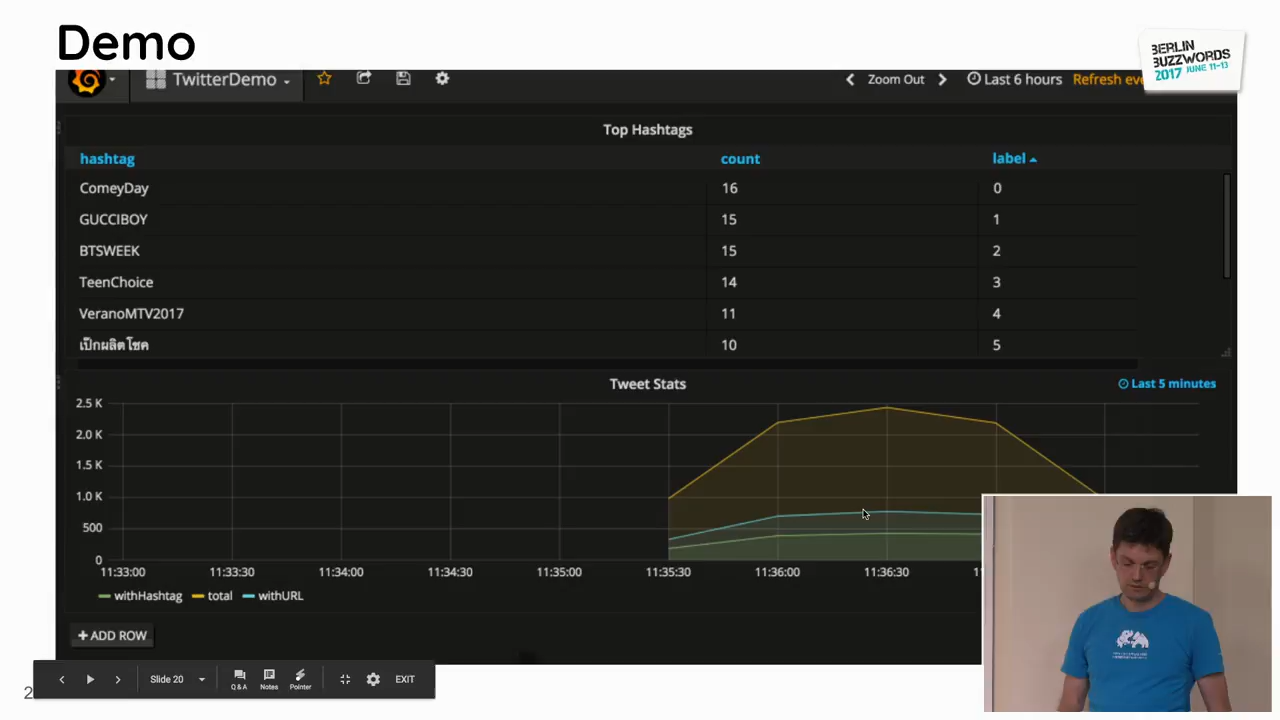 Demo
BERLIN
BUZZWORDS
2017 JUNE 11-13
TwitterDemo
Zoom Out
Last 6 hours
Refresh eve
Top Hashtags
hashtag count label
ComeyDay 16 0
GUCCIBOY 15 1
BTSWEEK 15 2
TeenChoice 14 3
VeranoMTV2017 11 4
เป๊กผลิตโชค 10 5
Tweet Stats
Last 5 minutes
2.5 K
2.0 K
1.5 K
1.0 K
500
0
11:33:00 11:33:30 11:34:00 11:34:30 11:35:00 11:35:30 11:36:00 11:36:30
withHashtag total withURL
+ ADD ROW
Slide 20
Q & A
Notes
Pointer
EXIT
2